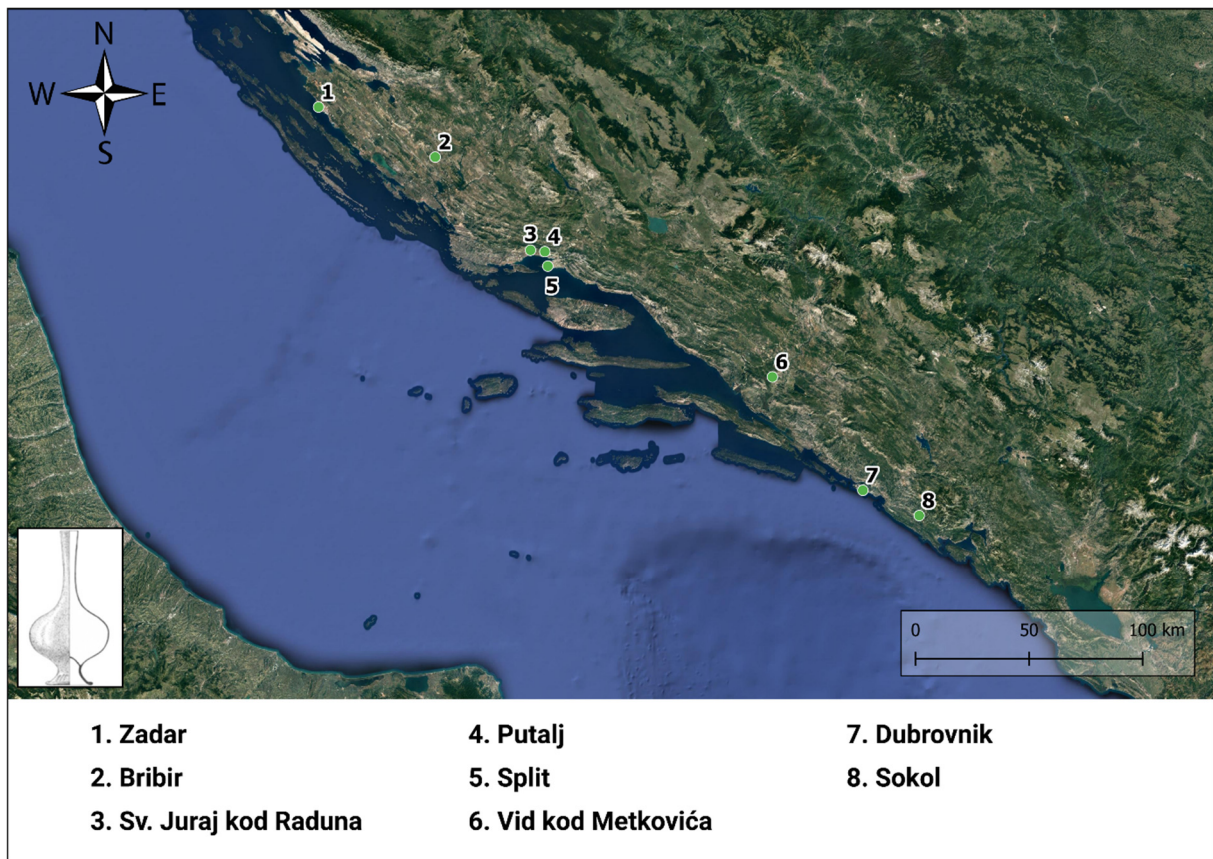 N
W E
S
1
2
3 4
5
6
7
8
0 50 100 km
1. Zadar
2. Bribir
3. Sv. Juraj kod Raduna
4. Putalj
5. Split
6. Vid kod Metkovića
7. Dubrovnik
8. Sokol